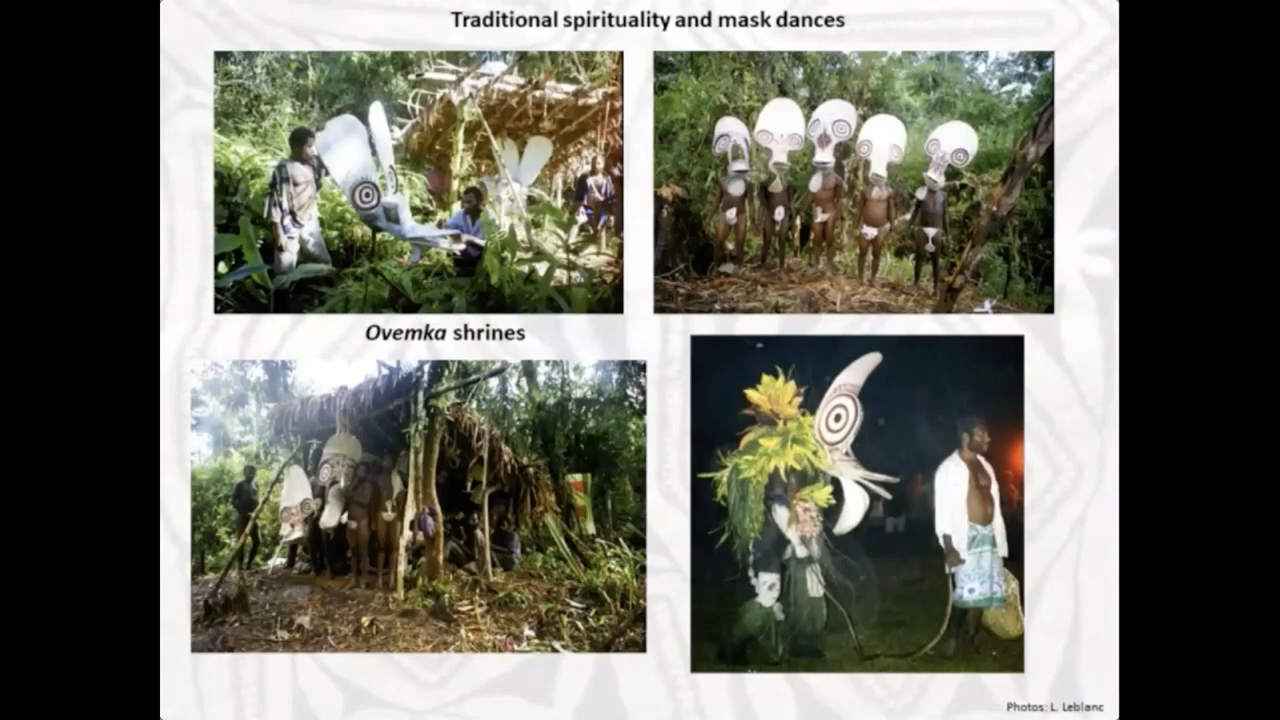 Traditional spirituality and mask dances
Ovemka shrines
Photos: L. Leblanc